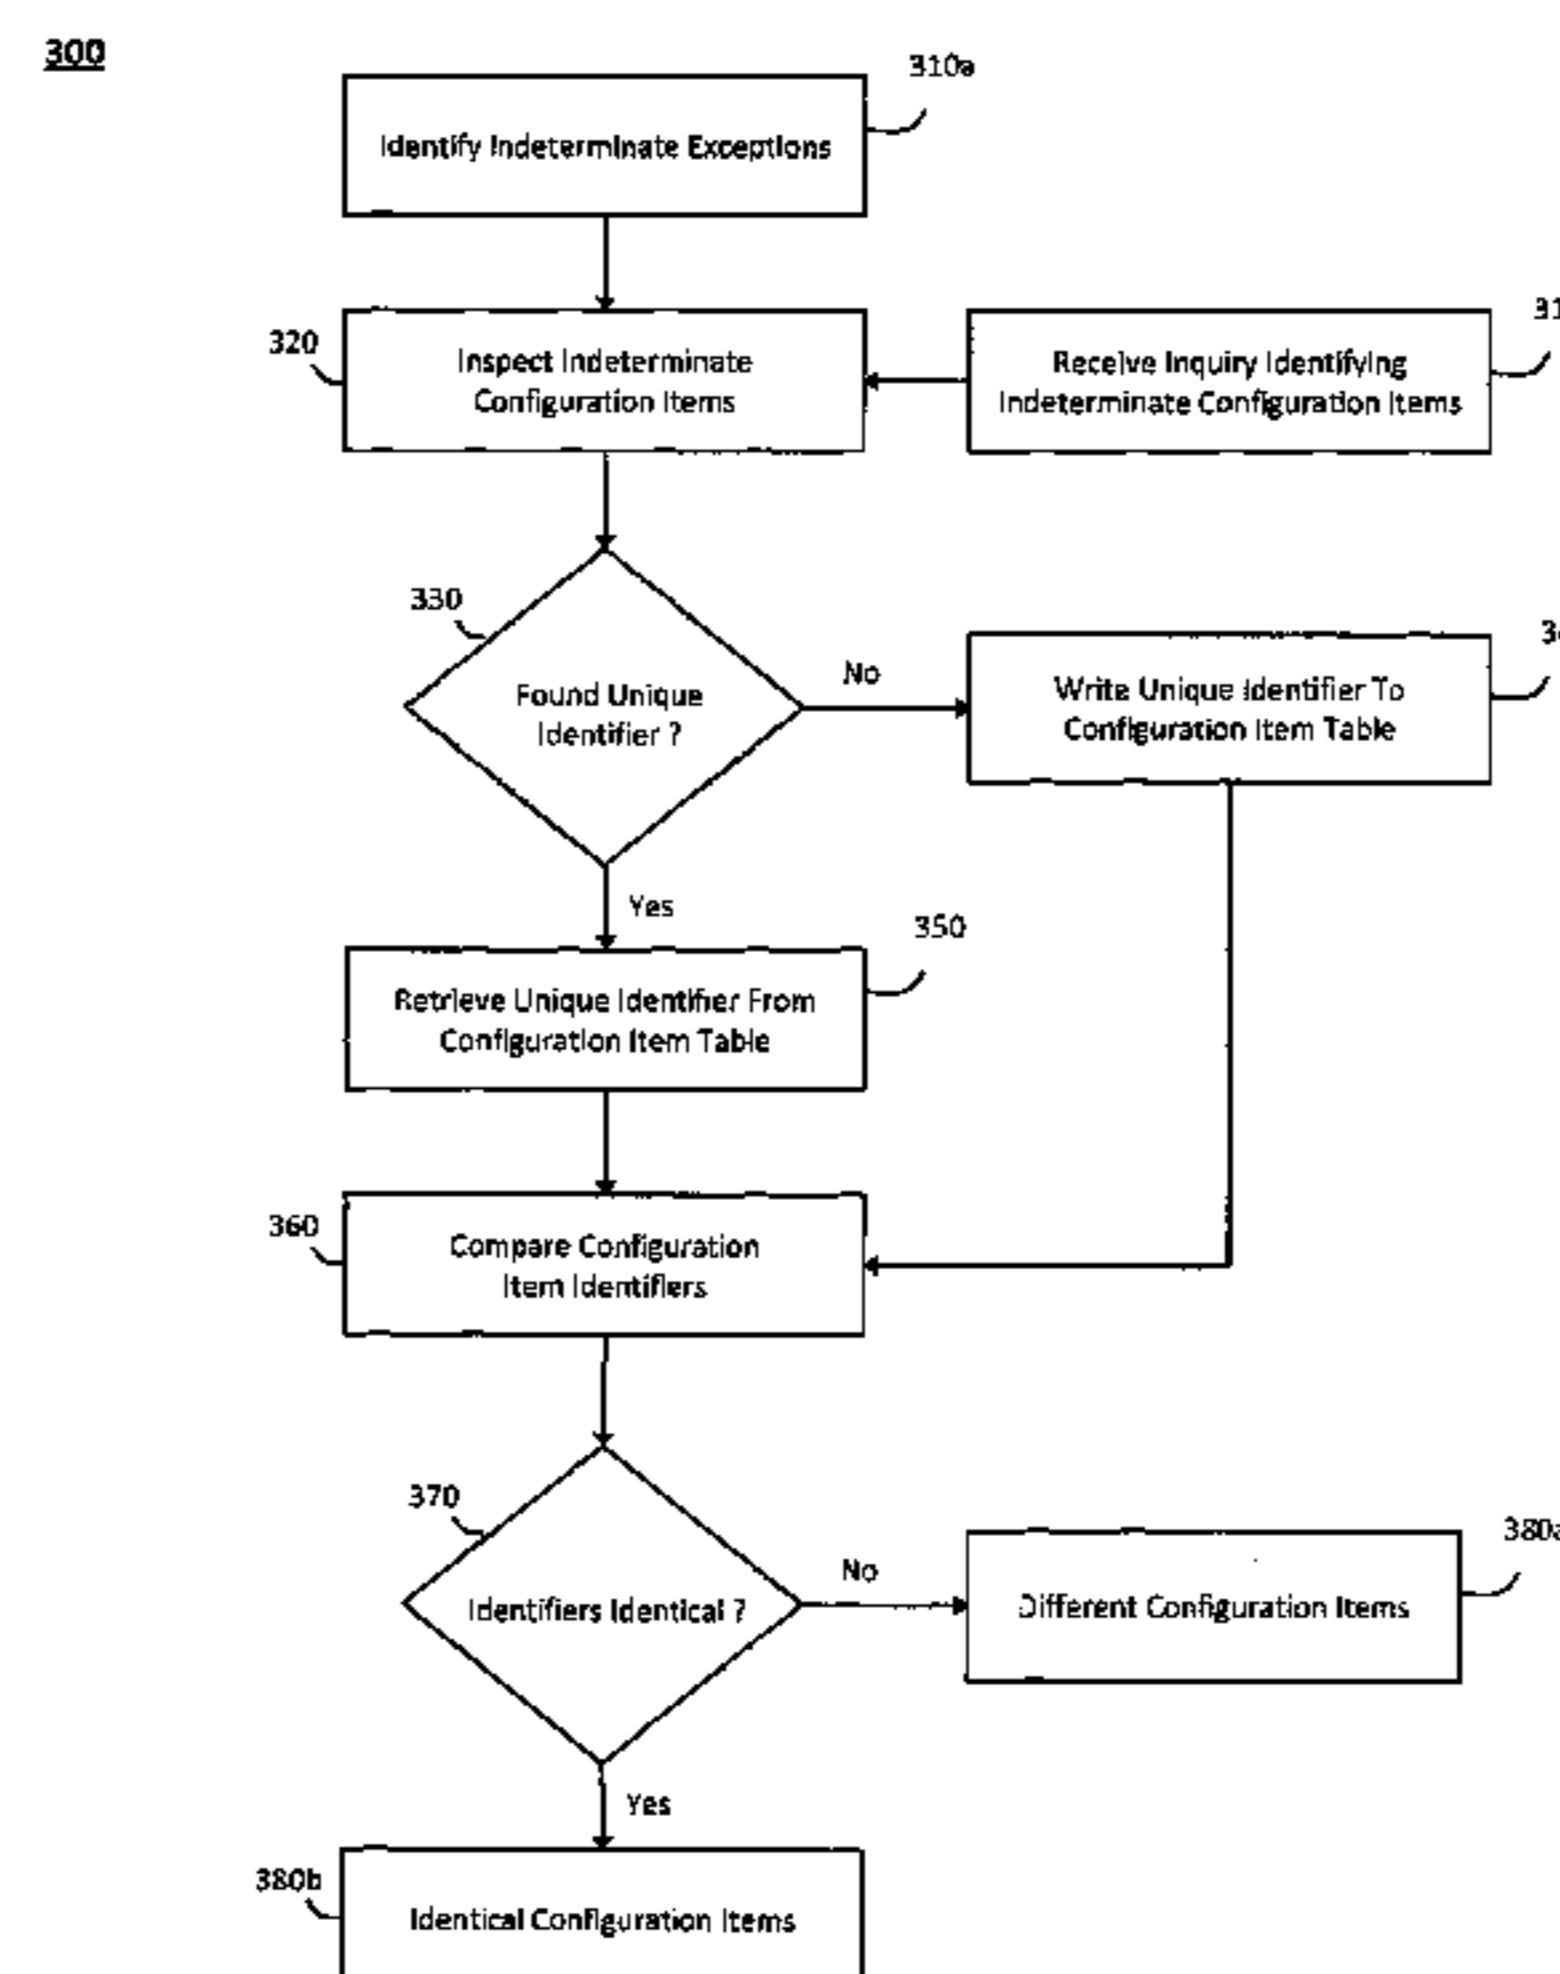 300
310a
Identify Indeterminate Exceptions
320
Inspect Indeterminate
Configuration Items
Receive Inquiry Identifying
Indeterminate Configuration Items
330
Found Unique
Identifier ?
No
Write Unique Identifier To
Configuration Item Table
Yes
350
Retrieve Unique Identifier From
Configuration Item Table
360
Compare Configuration
Item Identifiers
370
Identifiers Identical ?
No
380a
Different Configuration Items
Yes
380b
Identical Configuration Items